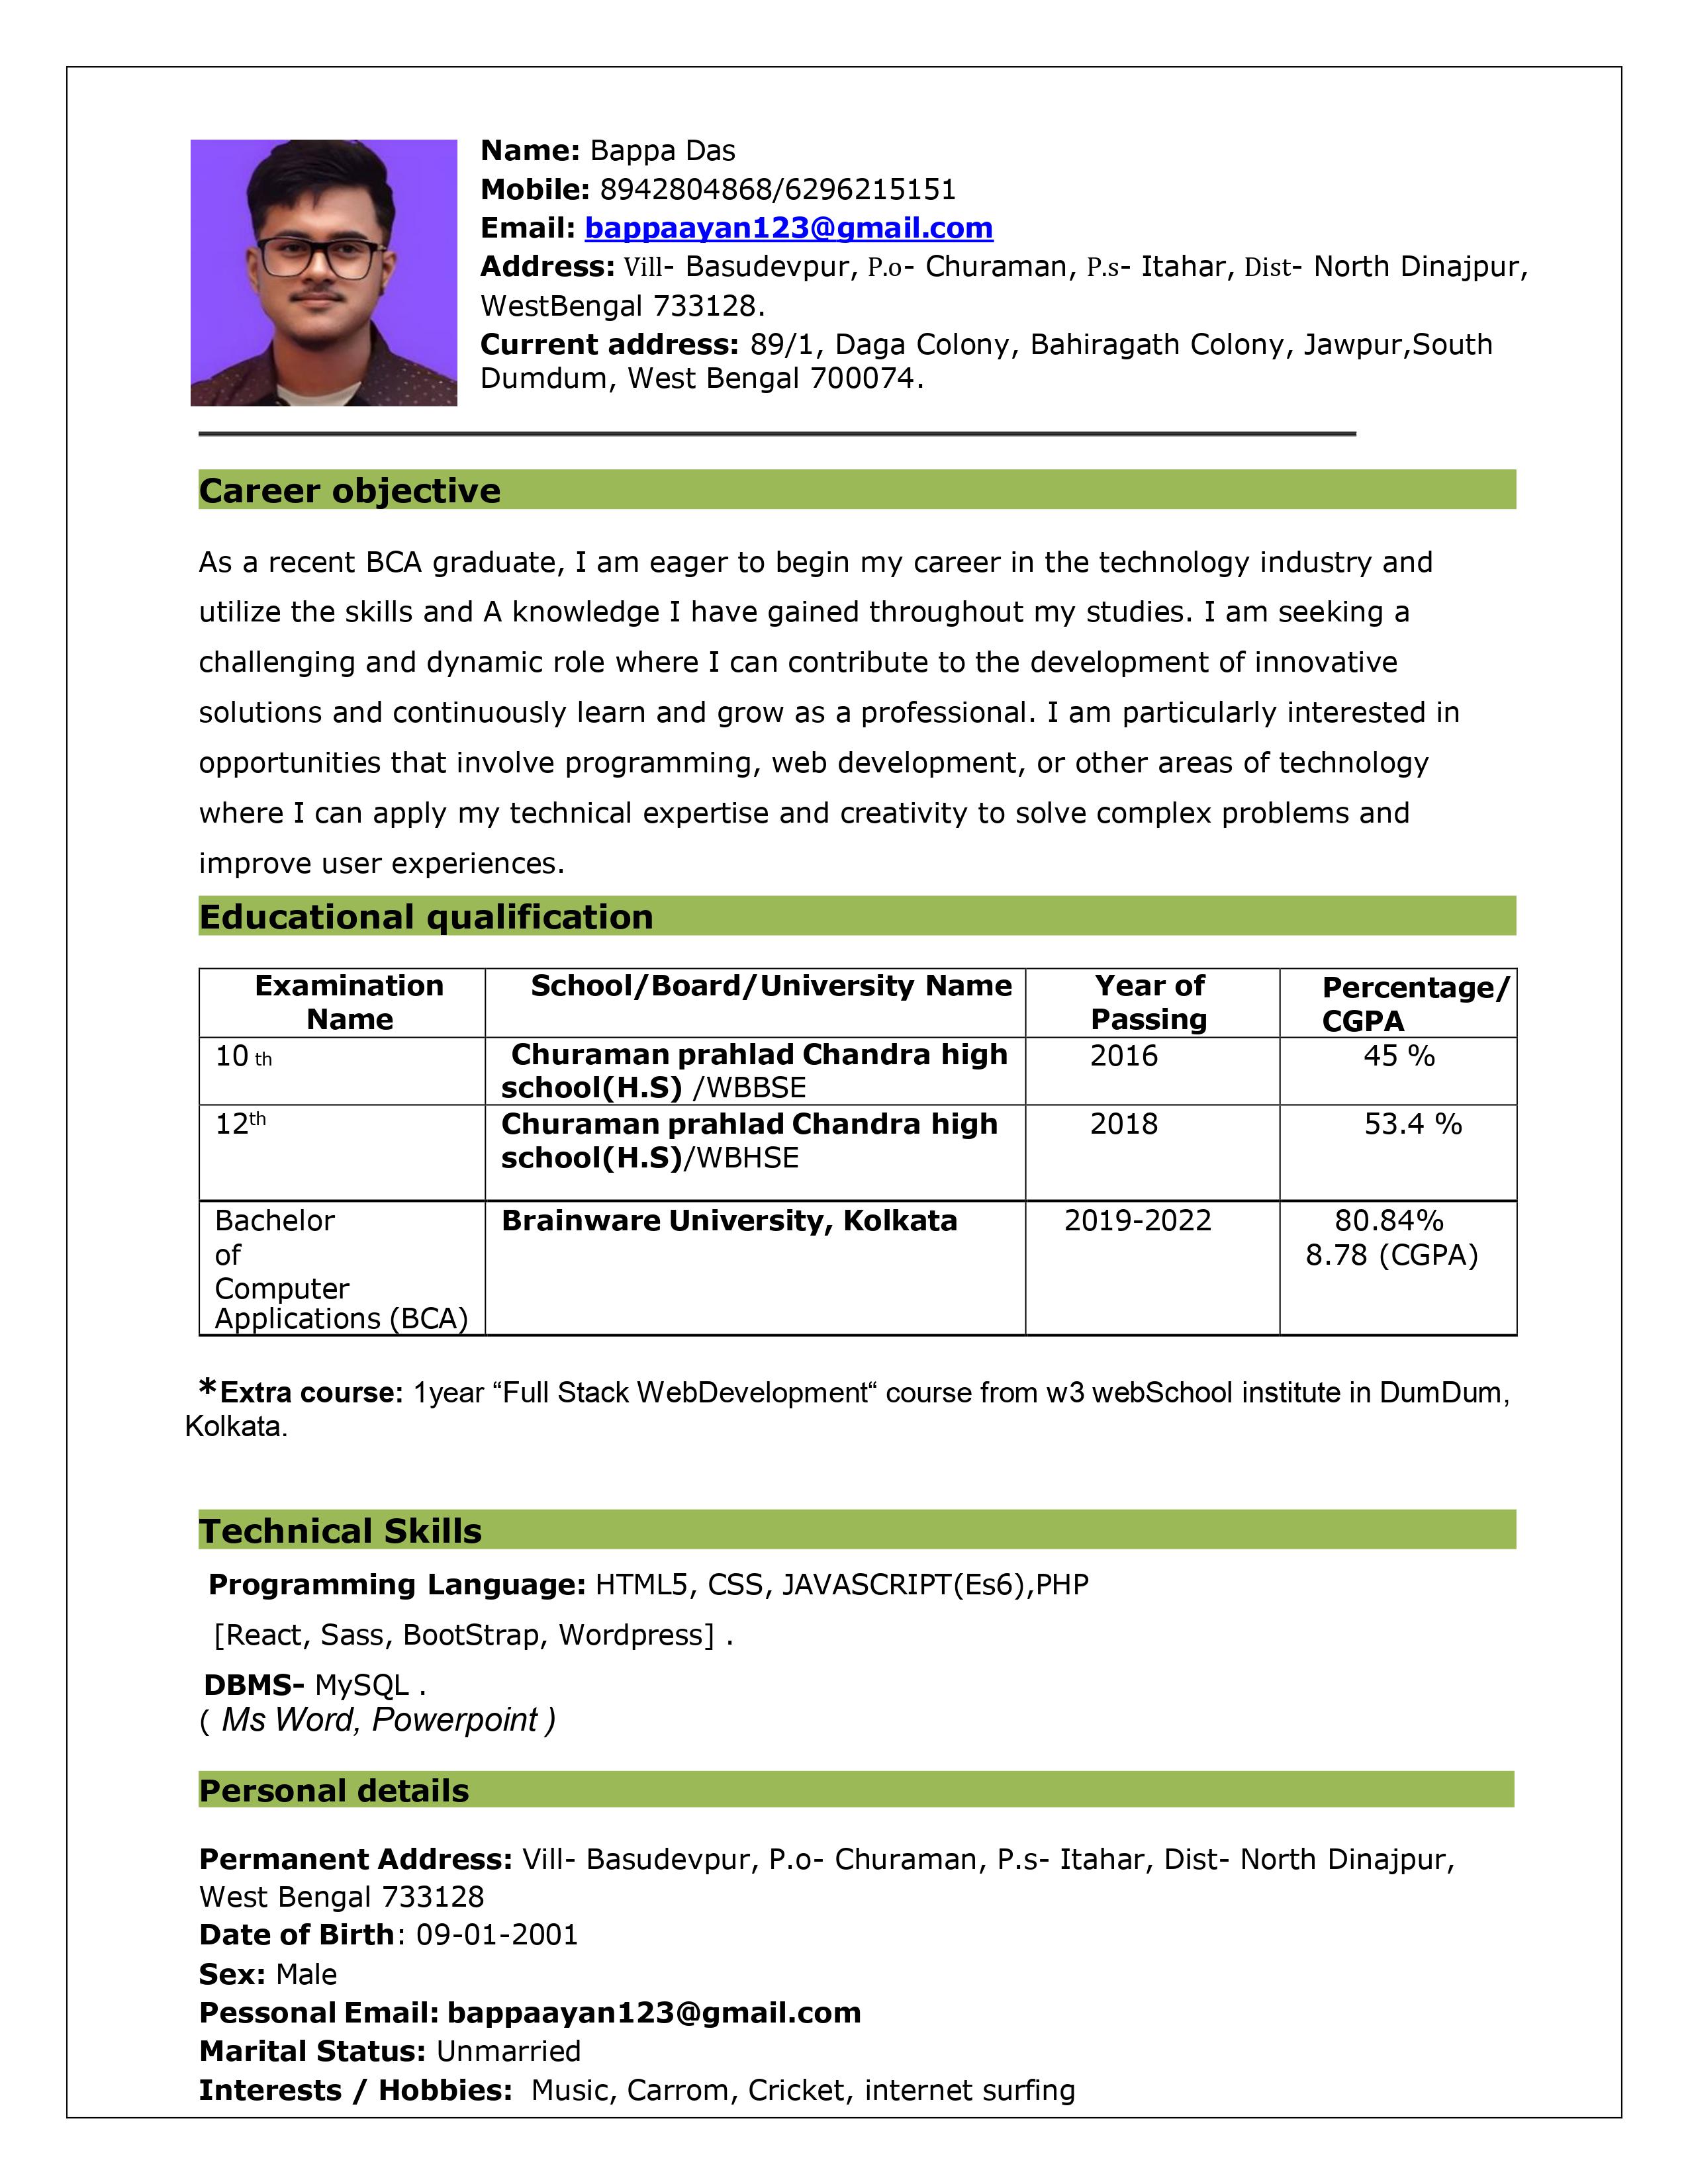 Name: Bappa Das
Mobile: 8942804868/6296215151
Email: bappaayan123@gmail.com
Address: Vill- Basudevpur, P.o- Churaman, P.s- Itahar, Dist- North Dinajpur,
WestBengal 733128.
Current address: 89/1, Daga Colony, Bahiragath Colony, Jawpur,South
Dumdum, West Bengal 700074.
Career objective
As a recent BCA graduate, I am eager to begin my career in the technology industry and
utilize the skills and A knowledge I have gained throughout my studies. I am seeking a
challenging and dynamic role where I can contribute to the development of innovative
solutions and continuously learn and grow as a professional. I am particularly interested in
opportunities that involve programming, web development, or other areas of technology
where I can apply my technical expertise and creativity to solve complex problems and
improve user experiences.
Educational qualification
Examination Name School/Board/University Name Year of Passing Percentage/ CGPA
10 th Churaman prahlad Chandra high school(H.S) /WBBSE 2016 45 %
12th Churaman prahlad Chandra high school(H.S)/WBHSE 2018 53.4 %
Bachelor of Computer Applications (BCA) Brainware University, Kolkata 2019-2022 80.84% 8.78 (CGPA)
*Extra course: 1year “Full Stack WebDevelopment“ course from w3 webSchool institute in DumDum,
Kolkata.
Technical Skills
Programming Language: HTML5, CSS, JAVASCRIPT(Es6),PHP
[React, Sass, BootStrap, Wordpress] .
DBMS- MySQL .
( Ms Word, Powerpoint )
Personal details
Permanent Address: Vill- Basudevpur, P.o- Churaman, P.s- Itahar, Dist- North Dinajpur,
West Bengal 733128
Date of Birth: 09-01-2001
Sex: Male
Pessonal Email: bappaayan123@gmail.com
Marital Status: Unmarried
Interests / Hobbies: Music, Carrom, Cricket, internet surfing